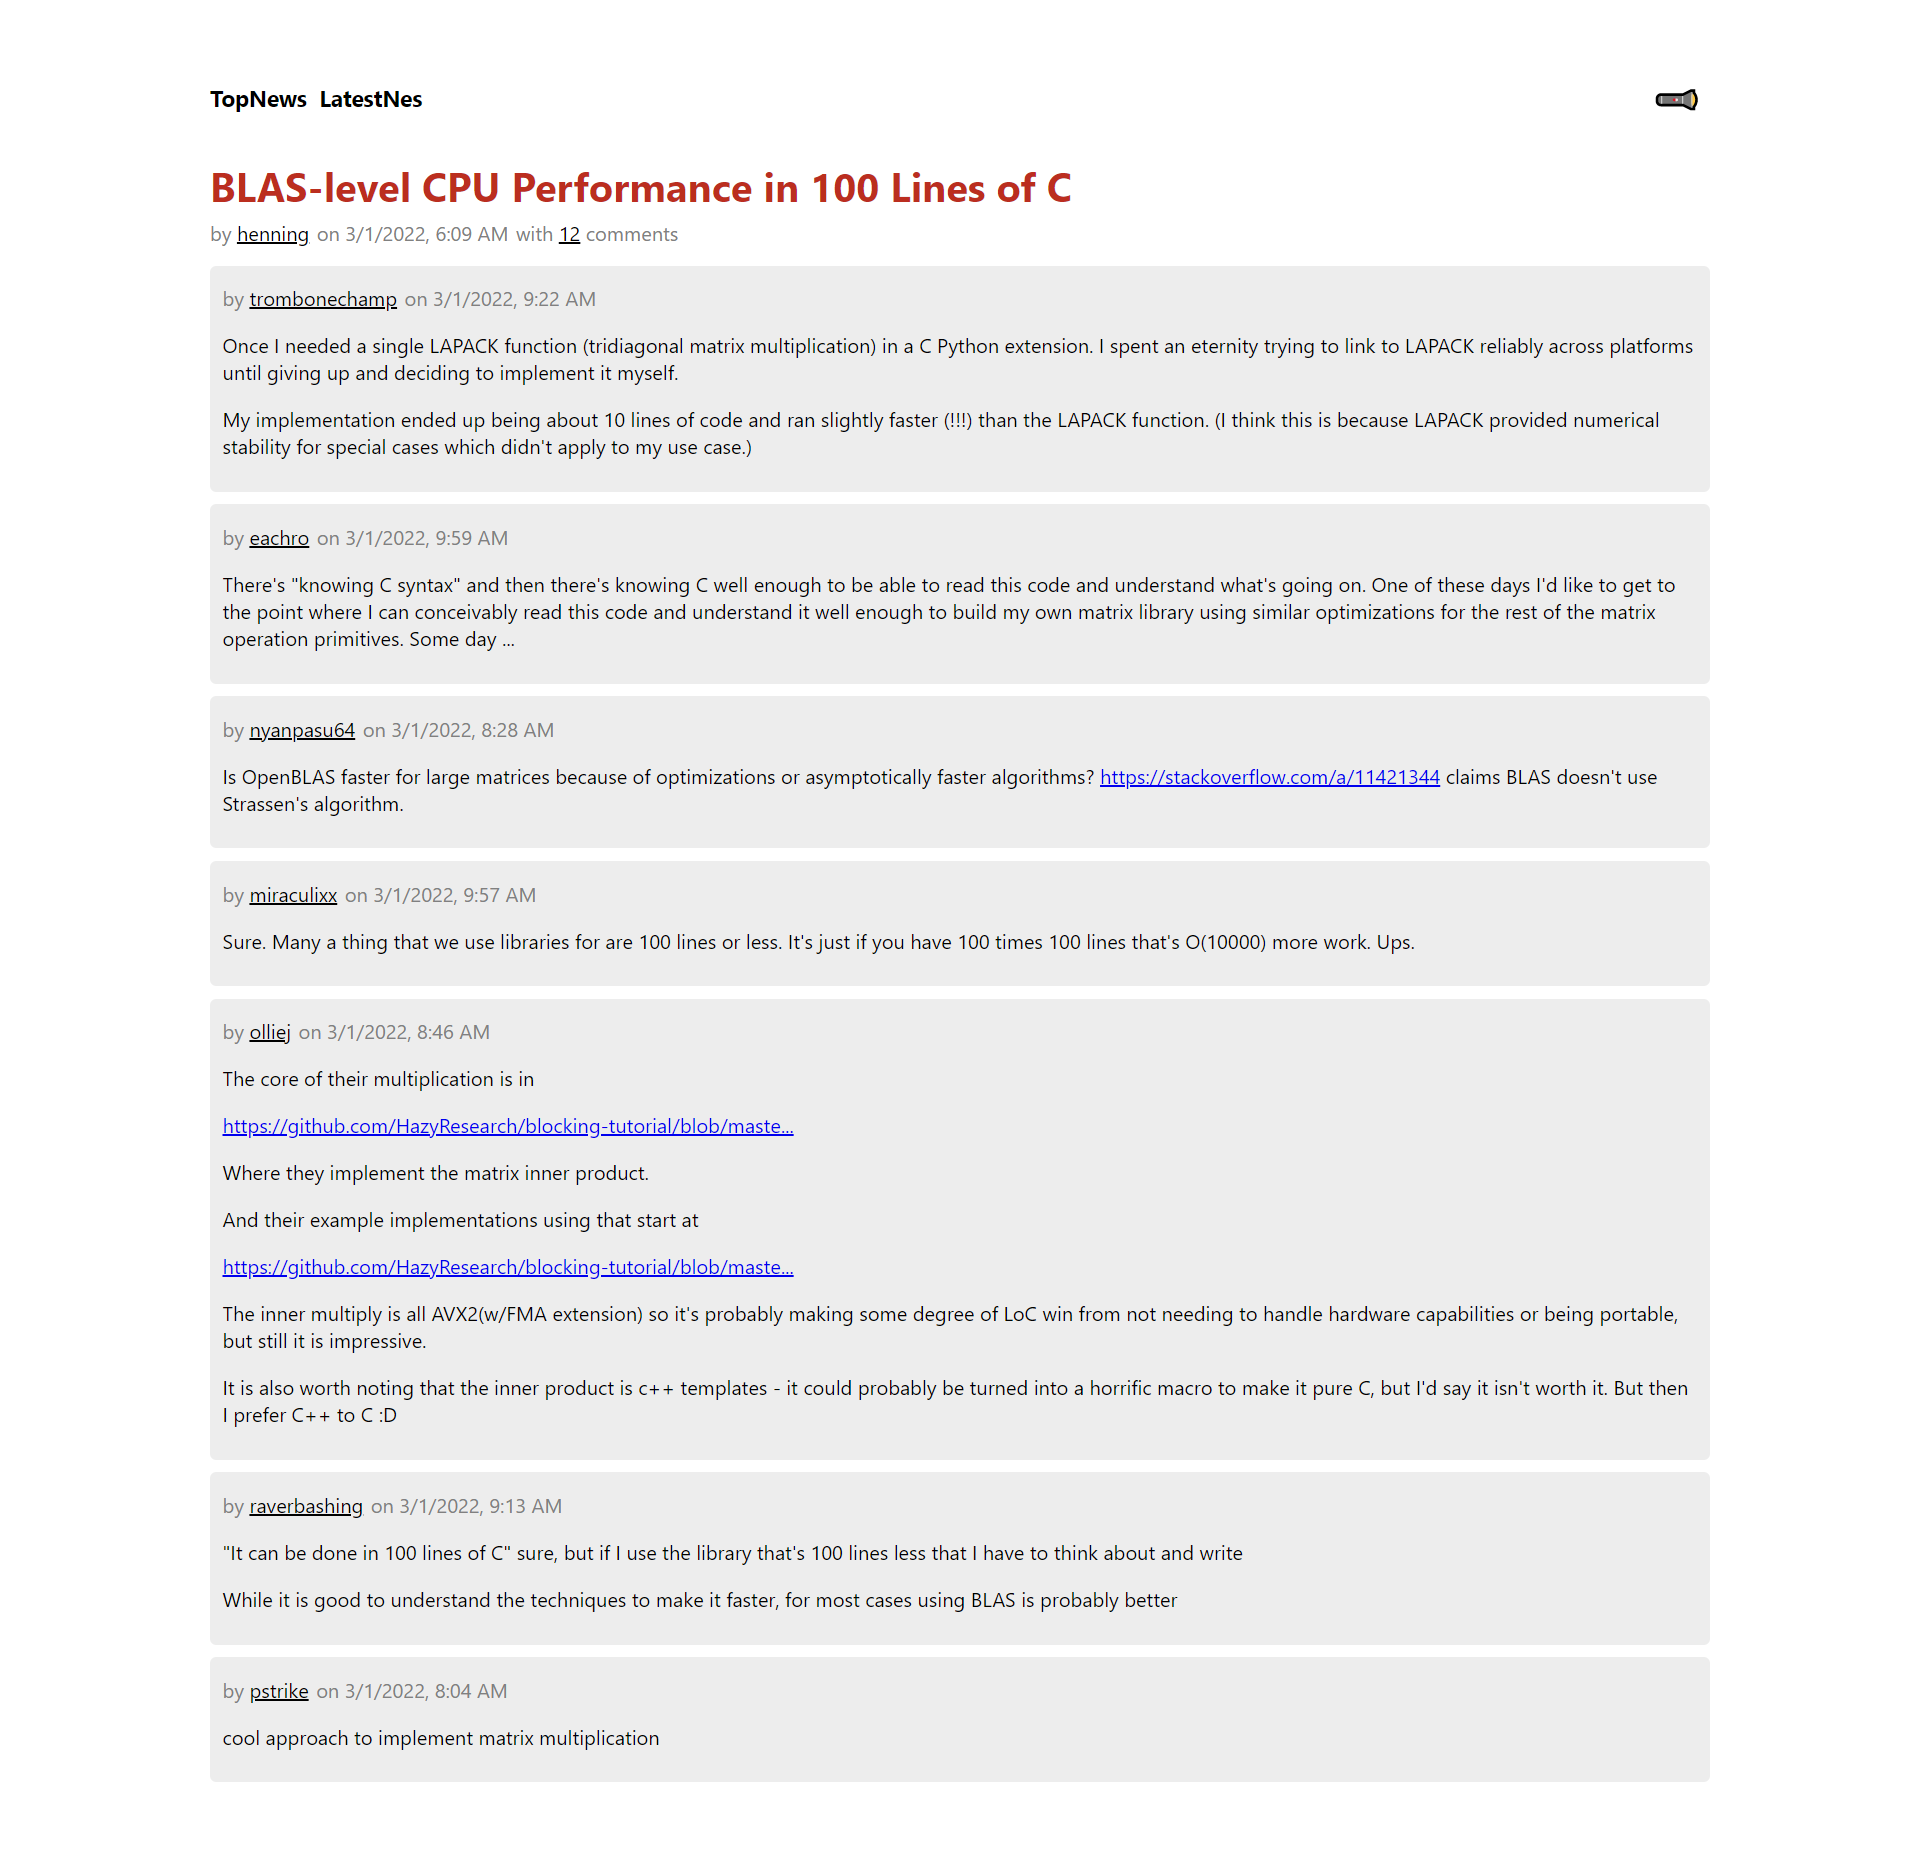 TopNews LatestNes
BLAS-level CPU Performance in 100 Lines of C
by henning on 3/1/2022, 6:09 AM with 12 comments
by trombonechamp on 3/1/2022, 9:22 AM
Once I needed a single LAPACK function (tridiagonal matrix multiplication) in a C Python extension. I spent an eternity trying to link to LAPACK reliably across platforms
until giving up and deciding to implement it myself.
My implementation ended up being about 10 lines of code and ran slightly faster (!!!) than the LAPACK function. (I think this is because LAPACK provided numerical
stability for special cases which didn't apply to my use case.)
by eachro on 3/1/2022, 9:59 AM
There's "knowing C syntax" and then there's knowing C well enough to be able to read this code and understand what's going on. One of these days I'd like to get to
the point where I can conceivably read this code and understand it well enough to build my own matrix library using similar optimizations for the rest of the matrix
operation primitives. Some day ...
by nyanpasu64 on 3/1/2022, 8:28 AM
Is OpenBLAS faster for large matrices because of optimizations or asymptotically faster algorithms? https://stackoverflow.com/a/11421344 claims BLAS doesn't use
Strassen's algorithm.
by miraculixx on 3/1/2022, 9:57 AM
Sure. Many a thing that we use libraries for are 100 lines or less. It's just if you have 100 times 100 lines that's O(10000) more work. Ups.
by olliej on 3/1/2022, 8:46 AM
The core of their multiplication is in
https://github.com/HazyResearch/blocking-tutorial/blob/maste...
Where they implement the matrix inner product.
And their example implementations using that start at
https://github.com/HazyResearch/blocking-tutorial/blob/maste...
The inner multiply is all AVX2(w/FMA extension) so it's probably making some degree of LoC win from not needing to handle hardware capabilities or being portable,
but still it is impressive.
It is also worth noting that the inner product is c++ templates - it could probably be turned into a horrific macro to make it pure C, but I'd say it isn't worth it. But then
I prefer C++ to C :D
by raverbashing on 3/1/2022, 9:13 AM
"It can be done in 100 lines of C" sure, but if I use the library that's 100 lines less that I have to think about and write
While it is good to understand the techniques to make it faster, for most cases using BLAS is probably better
by pstrike on 3/1/2022, 8:04 AM
cool approach to implement matrix multiplication